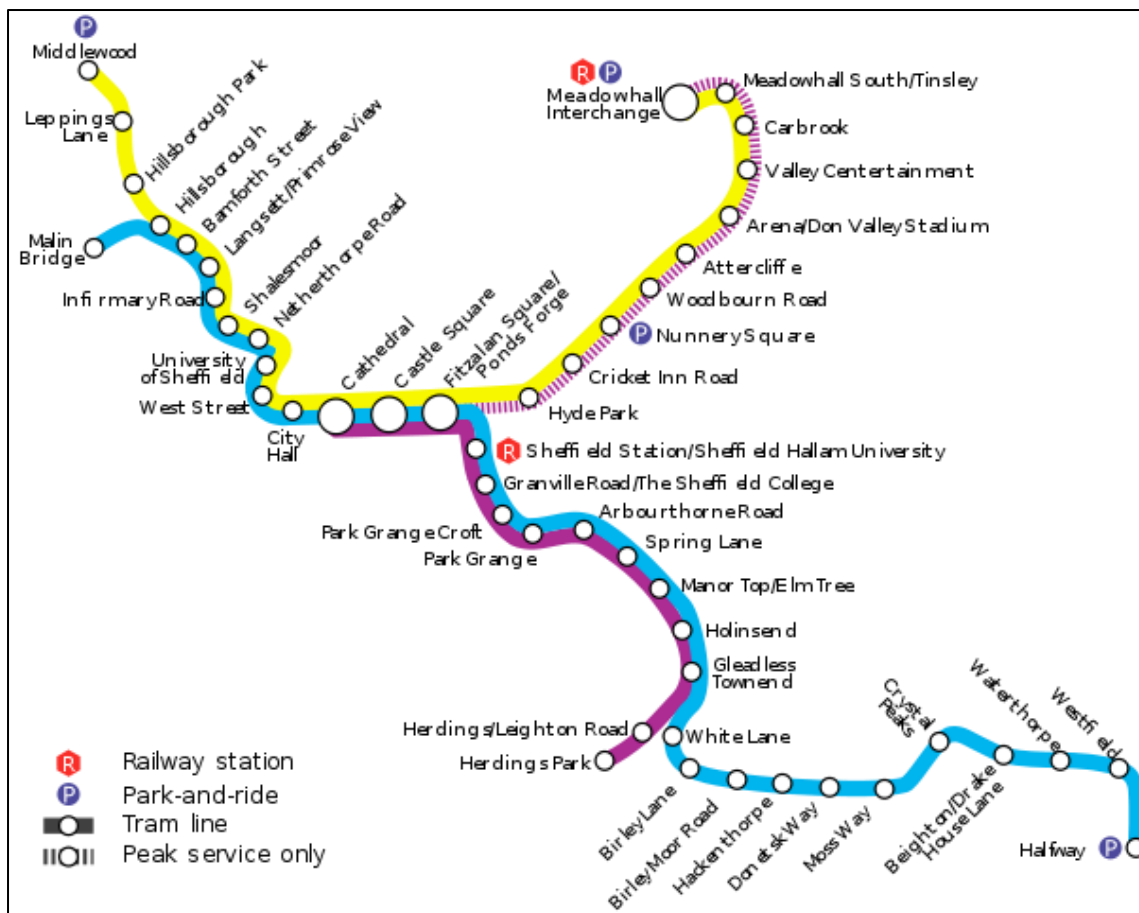 P
Middlewood
Leppings
Lane
Hillsborough Park
Hillsborough
Bamforth Street
Langsett/Primrose View
Malin
Bridge
Infirmary Road
Shalesmoor
Netherthorpe Road
University
of Sheffield
West Street
City
Hall
Cathedral
Castle Square
Fitzalan Square/
Ponds Forge
R P
Meadowhall
Interchange
Meadowhall South/Tinsley
Carbrook
Valley Centertainment
Arena/Don Valley Stadium
Attercliffe
Woodbourn Road
P Nunnery Square
Cricket Inn Road
Hyde Park
R Sheffield Station/Sheffield Hallam University
Granville Road/The Sheffield College
Park Grange Croft
Park Grange
Arbourthorne Road
Spring Lane
Manor Top/Elm Tree
Holinsend
Gleadless
Townend
Herdings/Leighton Road
Herdings Park
White Lane
Birley Lane
Birley Moor Road
Hackenthorpe
Donetsk Way
Moss Way
Crystal
Peaks
Beighton/Drake
House Lane
Waterthorpe
Westfield
Halfway P
R Railway station
P Park-and-ride
Tram line
Peak service only